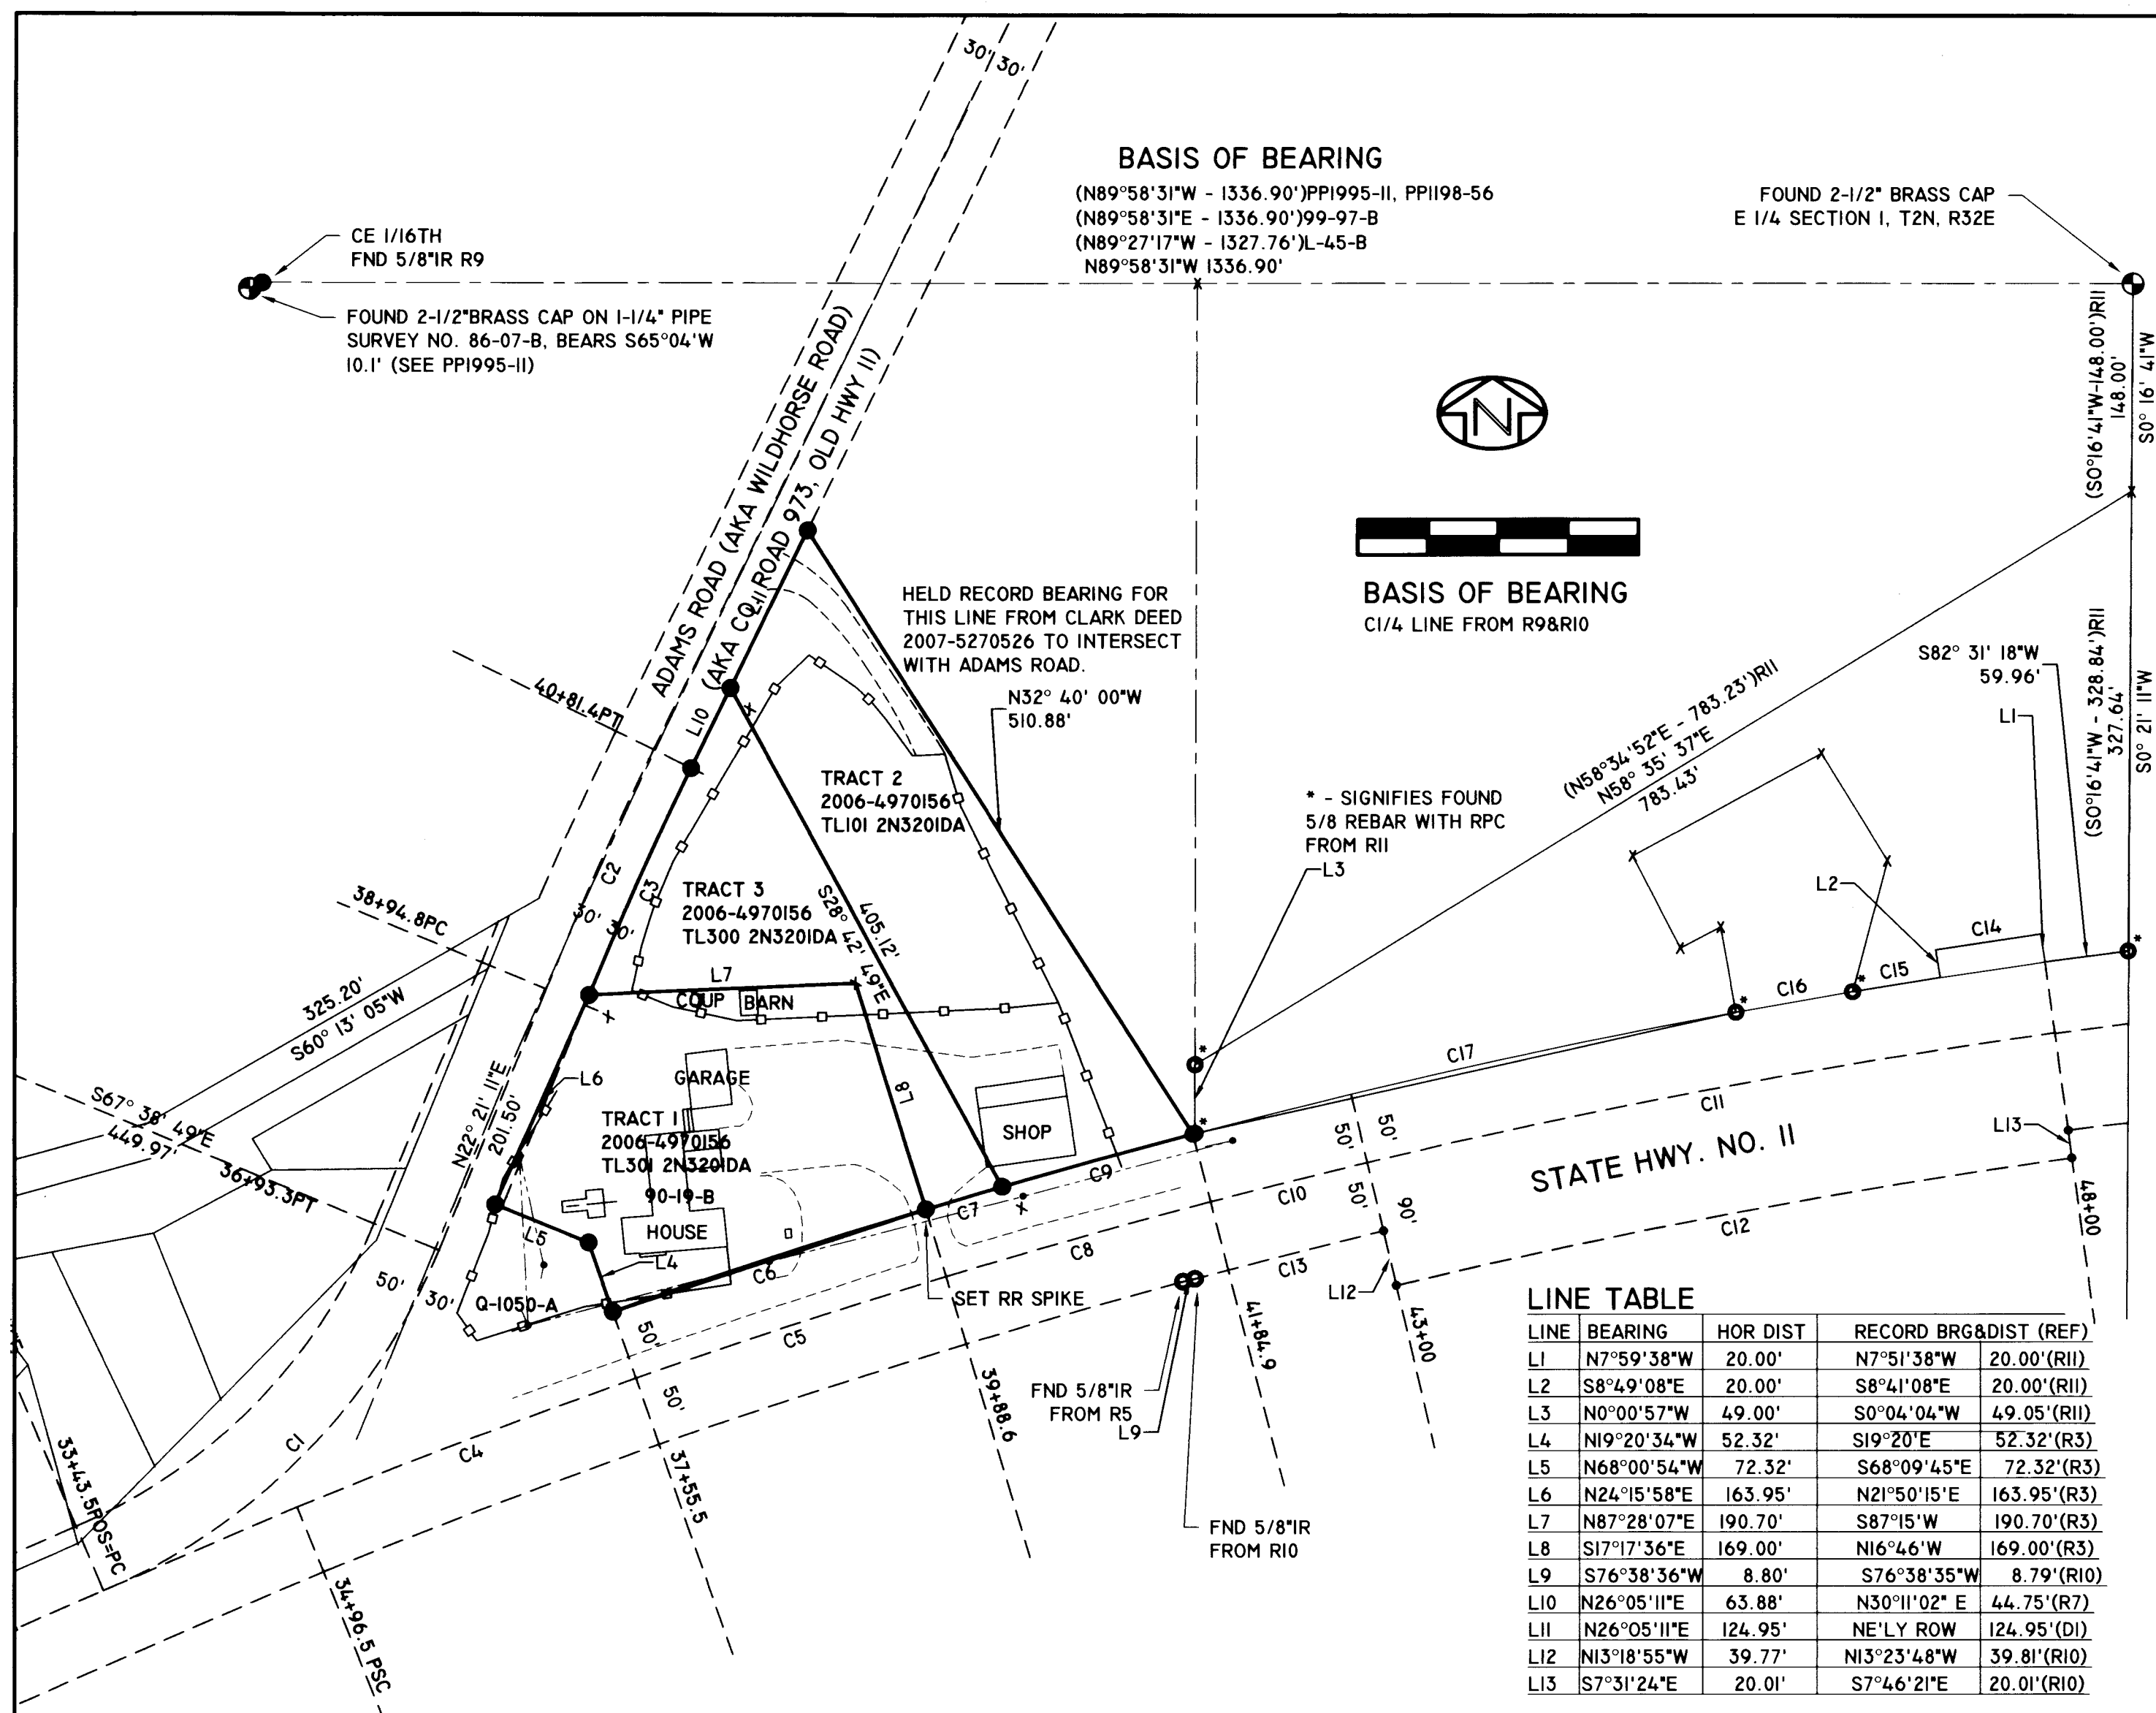 30' 30'
BASIS OF BEARING
(N89°58'31"W - 1336.90')PP1995-11, PP1198-56
(N89°58'31"E - 1336.90')99-97-B
(N89°27'17"W - 1327.76')L-45-B
N89°58'31"W 1336.90'
FOUND 2-1/2" BRASS CAP
E 1/4 SECTION 1, T2N, R32E
CE 1/16TH
FND 5/8"IR R9
FOUND 2-1/2"BRASS CAP ON 1-1/4" PIPE
SURVEY NO. 86-07-B, BEARS S65°04'W
10.1' (SEE PP1995-11)
ADAMS ROAD (AKA WILDHORSE ROAD)
(AKA CO. ROAD 973, OLD HWY 11)
L11
N
(S0°16'41"W-148.00')R11
148.00'
S0° 16' 41"W
BASIS OF BEARING
C1/4 LINE FROM R9&R10
HELD RECORD BEARING FOR
THIS LINE FROM CLARK DEED
2007-5270526 TO INTERSECT
WITH ADAMS ROAD.
N32° 40' 00"W
510.88'
S82° 31' 18"W
59.96'
L1
(S0°16'41"W - 328.84')R11
327.64'
S0° 21' 11"W
(N58°34'52"E - 783.23')R11
N58° 35' 37"E
783.43'
40+81.4PT
L10
TRACT 2
2006-4970156
TL101 2N3201DA
* - SIGNIFIES FOUND
5/8 REBAR WITH RPC
FROM R11
L3
C2
C3
30' 30'
38+94.8PC
TRACT 3
2006-4970156
TL300 2N3201DA
405.12'
S28° 42' 49"E
L2
C14
C15
C16
C17
325.20'
S60° 13' 05"W
L7
COUP
BARN
L6
GARAGE
L8
S67° 38' 49"E
449.97'
N22° 21' 11"E
201.50'
TRACT 1
2006-4970156
TL301 2N3201DA
90-19-B
HOUSE
SHOP
C9
C11
L13
50' 50'
STATE HWY. NO. 11
36+93.3PT
L5
L4
C6
C7
C8
C10
50' 90'
C12
C13
48+00
50' 30'
Q-1050-A
SET RR SPIKE
L12
50'
C5
41+84.9
43+00
50'
39+88.6
FND 5/8"IR
FROM R5
L9
C1
C4
33+43.5POS=PC
37+55.5
FND 5/8"IR
FROM R10
34+96.5 PSC
LINE TABLE
LINE BEARING HOR DIST RECORD BRG&DIST (REF)
L1 N7°59'38"W 20.00' N7°51'38"W 20.00'(R11)
L2 S8°49'08"E 20.00' S8°41'08"E 20.00'(R11)
L3 N0°00'57"W 49.00' S0°04'04"W 49.05'(R11)
L4 N19°20'34"W 52.32' S19°20'E 52.32'(R3)
L5 N68°00'54"W 72.32' S68°09'45"E 72.32'(R3)
L6 N24°15'58"E 163.95' N21°50'15'E 163.95'(R3)
L7 N87°28'07"E 190.70' S87°15'W 190.70'(R3)
L8 S17°17'36"E 169.00' N16°46'W 169.00'(R3)
L9 S76°38'36"W 8.80' S76°38'35"W 8.79'(R10)
L10 N26°05'11"E 63.88' N30°11'02" E 44.75'(R7)
L11 N26°05'11"E 124.95' NE'LY ROW 124.95'(D1)
L12 N13°18'55"W 39.77' N13°23'48"W 39.81'(R10)
L13 S7°31'24"E 20.01' S7°46'21"E 20.01'(R10)